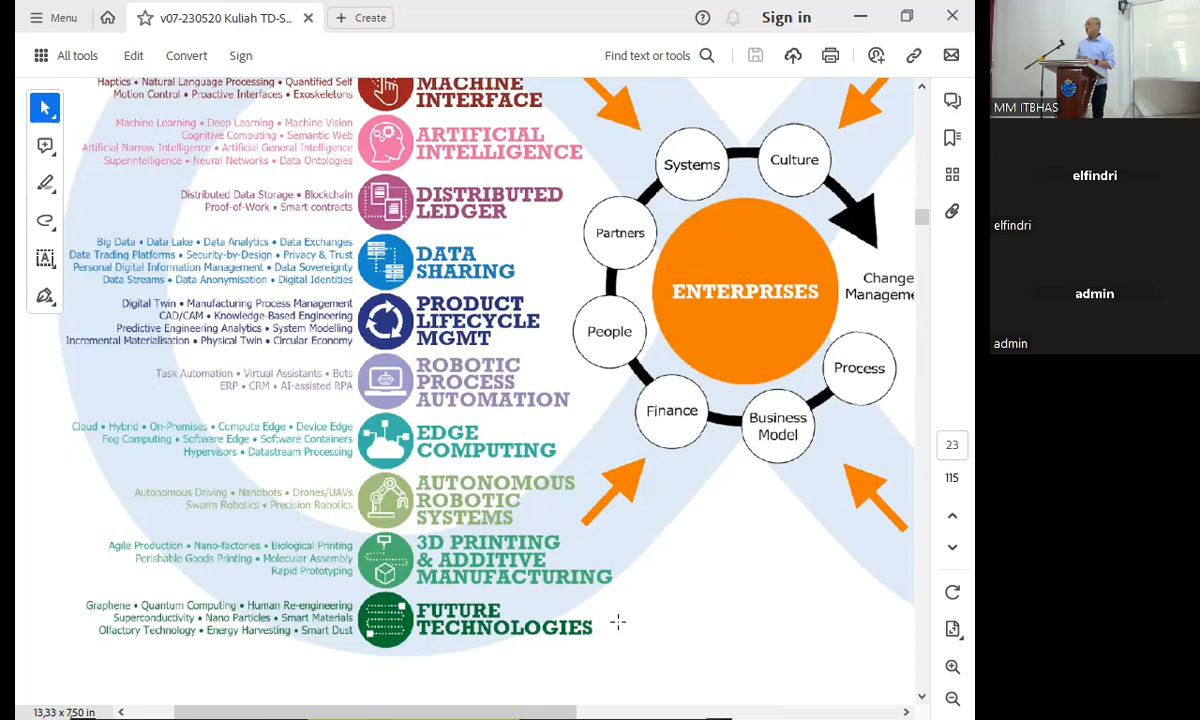 Menu
v07-230520 Kuliah TD-S...
Create
Sign in
All tools
Edit
Convert
Sign
Find text or tools
Haptics • Natural Language Processing • Quantified Self
Motion Control • Proactive Interfaces • Exoskeletons
MACHINE
INTERFACE
Machine Learning • Deep Learning • Machine Vision
Cognitive Computing • Semantic Web
Artificial Narrow Intelligence • Artificial General Intelligence
Superintelligence • Neural Networks • Data Ontologies
ARTIFICIAL
INTELLIGENCE
Distributed Data Storage • Blockchain
Proof-of-Work • Smart contracts
DISTRIBUTED
LEDGER
Big Data • Data Lake • Data Analytics • Data Exchanges
Data Trading Platforms • Security-by-Design • Privacy & Trust
Personal Digital Information Management • Data Sovereignty
Data Streams • Data Anonymisation • Digital Identities
DATA
SHARING
Digital Twin • Manufacturing Process Management
CAD/CAM • Knowledge-Based Engineering
Predictive Engineering Analytics • System Modelling
Incremental Materialisation • Physical Twin • Circular Economy
PRODUCT
LIFECYCLE
MGMT
Task Automation • Virtual Assistants • Bots
ERP • CRM • AI-assisted RPA
ROBOTIC
PROCESS
AUTOMATION
Cloud • Hybrid • On-Premises • Compute Edge • Device Edge
Fog Computing • Software Edge • Software Containers
Hypervisors • Datastream Processing
EDGE
COMPUTING
Autonomous Driving • Nanobots • Drones/UAVs
Swarm Robotics • Precision Robotics
AUTONOMOUS
ROBOTIC
SYSTEMS
Agile Production • Nano-factories • Biological Printing
Perishable Goods Printing • Molecular Assembly
Rapid Prototyping
3D PRINTING
& ADDITIVE
MANUFACTURING
Graphene • Quantum Computing • Human Re-engineering
Superconductivity • Nano Particles • Smart Materials
Olfactory Technology • Energy Harvesting • Smart Dust
FUTURE
TECHNOLOGIES
Systems
Culture
Partners
People
Finance
Business
Model
Process
Change
Manageme
ENTERPRISES
23
115
13,33 x 7,50 in
MM ITBHAS
elfindri
elfindri
admin
admin